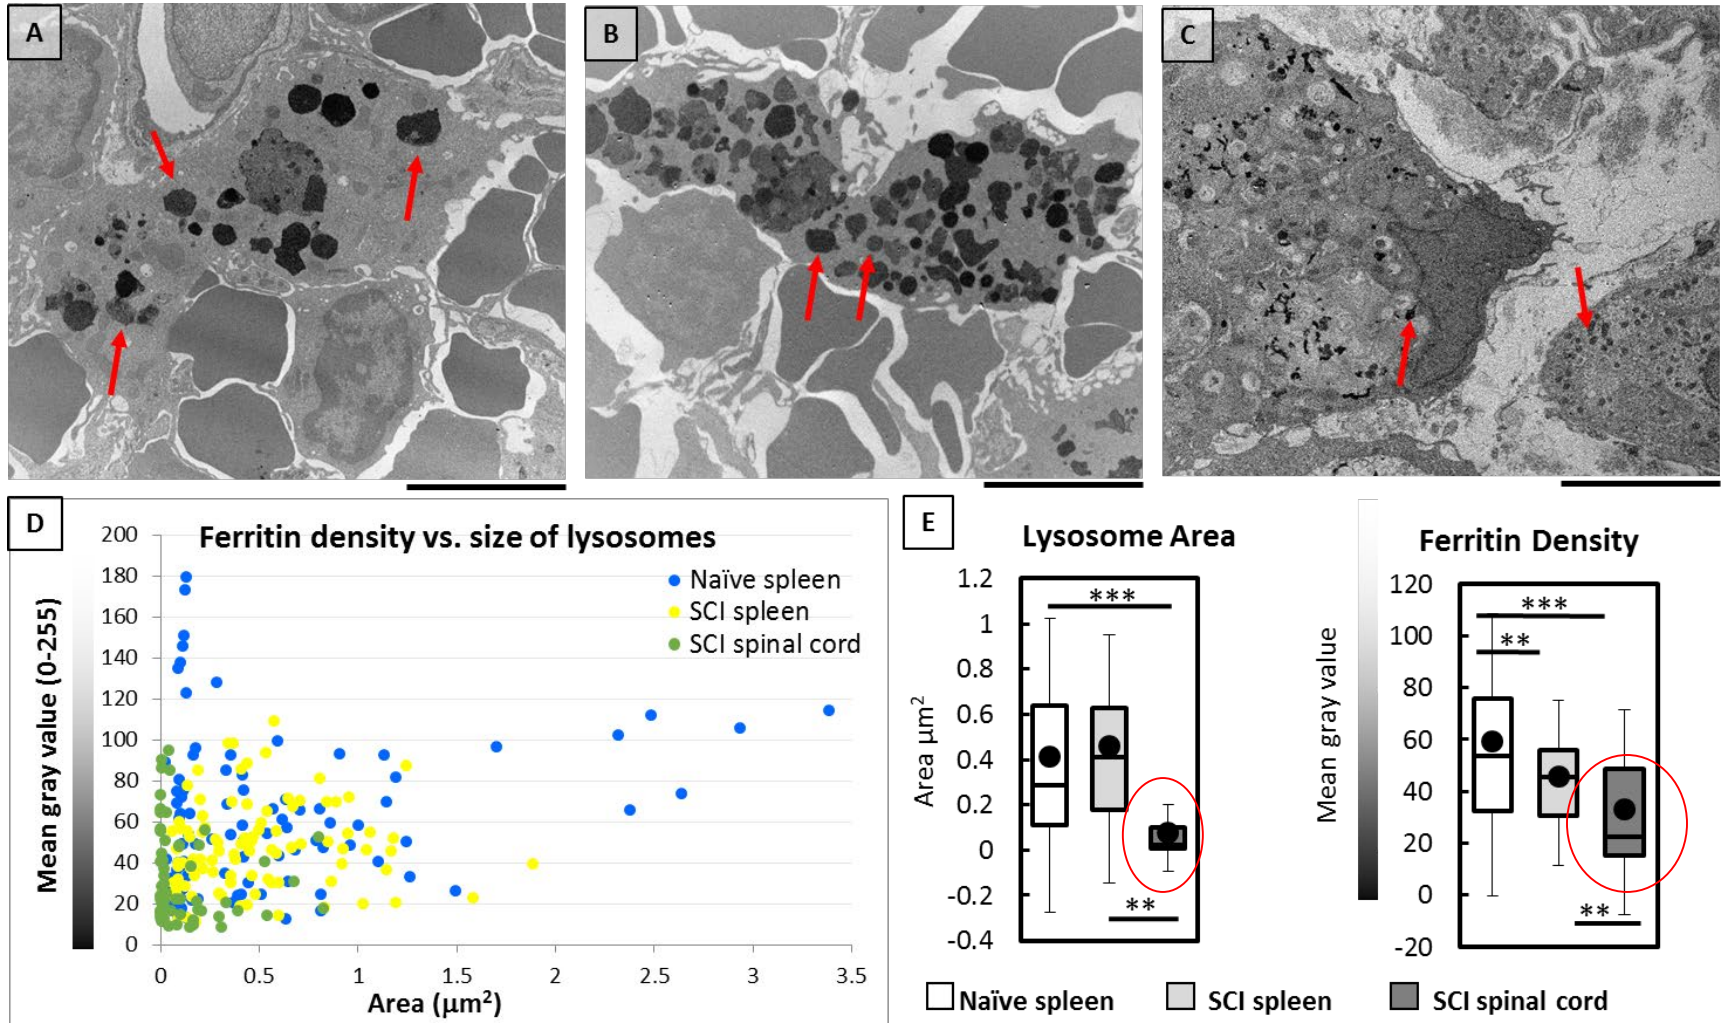 A
B
C
D
Ferritin density vs. size of lysosomes
200
180
160
140
120
100
80
60
40
20
0
Mean gray value (0-255)
Naïve spleen
SCI spleen
SCI spinal cord
0
0.5
1
1.5
2
2.5
3
3.5
Area (µm²)
E
Lysosome Area
1.2
1
0.8
0.6
0.4
0.2
0
-0.2
-0.4
Area µm²
***
**
Ferritin Density
120
100
80
60
40
20
0
-20
Mean gray value
***
**
**
Naïve spleen
SCI spleen
SCI spinal cord